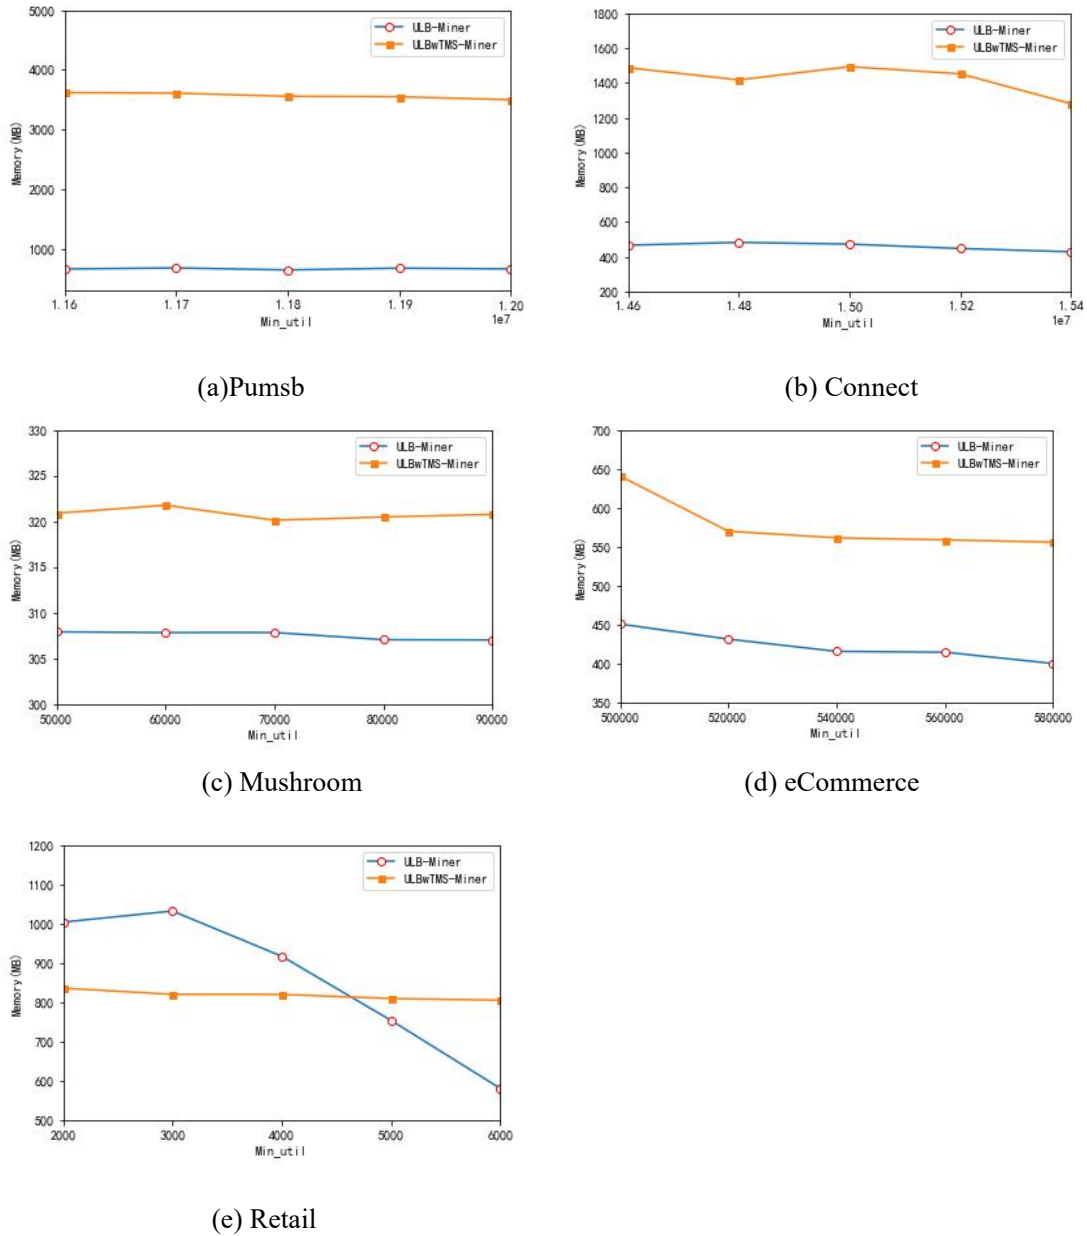 5000
4000
3000
2000
1000
Memory(MB)
ULB-Miner
ULBwTMS-Miner
1.16 1.17 1.18 1.19 1.20
1e7
Min_util
(a)Pumsb
1800
1600
1400
1200
1000
800
600
400
200
Memory(MB)
ULB-Miner
ULBwTMS-Miner
1.46 1.48 1.50 1.52 1.54
1e7
Min_util
(b) Connect
330
325
320
315
310
305
300
Memory(MB)
ULB-Miner
ULBwTMS-Miner
50000 60000 70000 80000 90000
Min_util
(c) Mushroom
700
650
600
550
500
450
400
350
Memory(MB)
ULB-Miner
ULBwTMS-Miner
500000 520000 540000 560000 580000
Min_util
(d) eCommerce
1200
1100
1000
900
800
700
600
500
Memory(MB)
ULB-Miner
ULBwTMS-Miner
2000 3000 4000 5000 6000
Min_util
(e) Retail